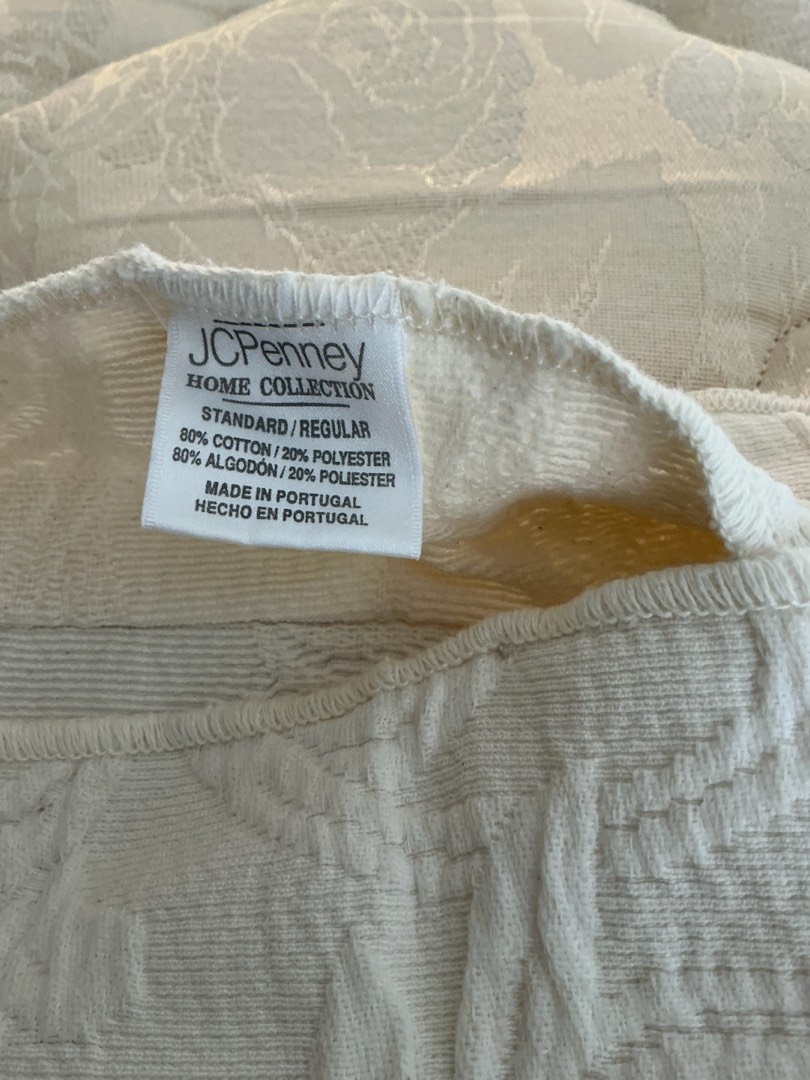 JCPenney
HOME COLLECTION
STANDARD / REGULAR
80% COTTON / 20% POLYESTER
80% ALGODÓN / 20% POLIESTER
MADE IN PORTUGAL
HECHO EN PORTUGAL